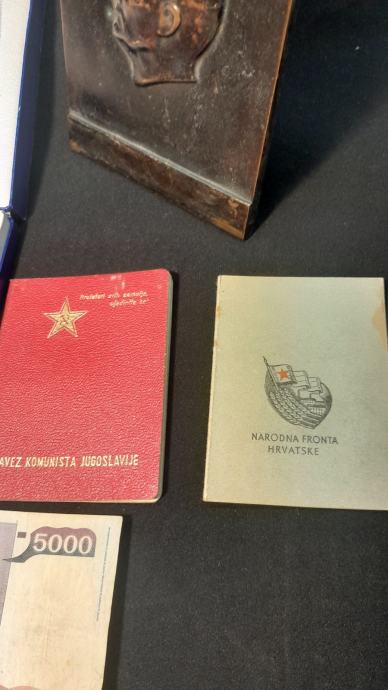 Proleteri svih zemalja,
ujedinite se!
AVEZ KOMUNISTA JUGOSLAVIJE
NARODNA FRONTA
HRVATSKE
5000